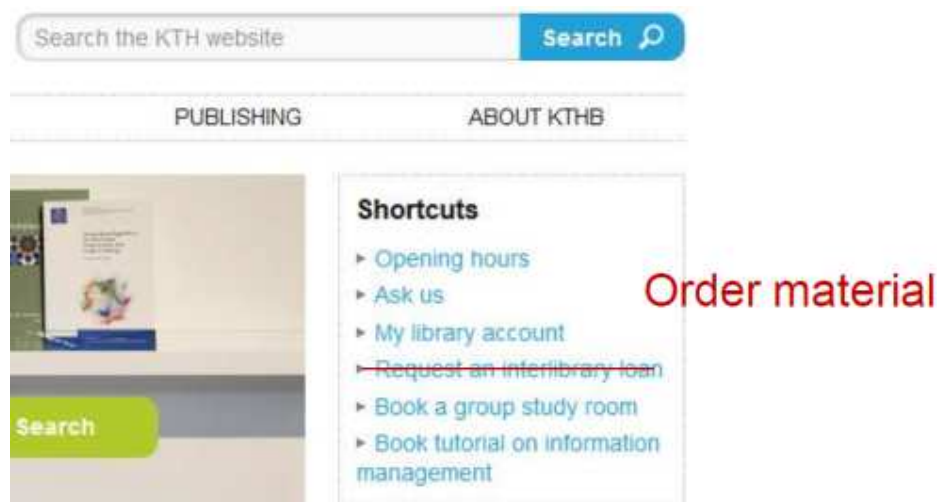 Search the KTH website
Search
PUBLISHING
ABOUT KTHB
Shortcuts
Opening hours
Ask us
Order material
My library account
Request an interlibrary loan
Book a group study room
Book tutorial on information
management
Search